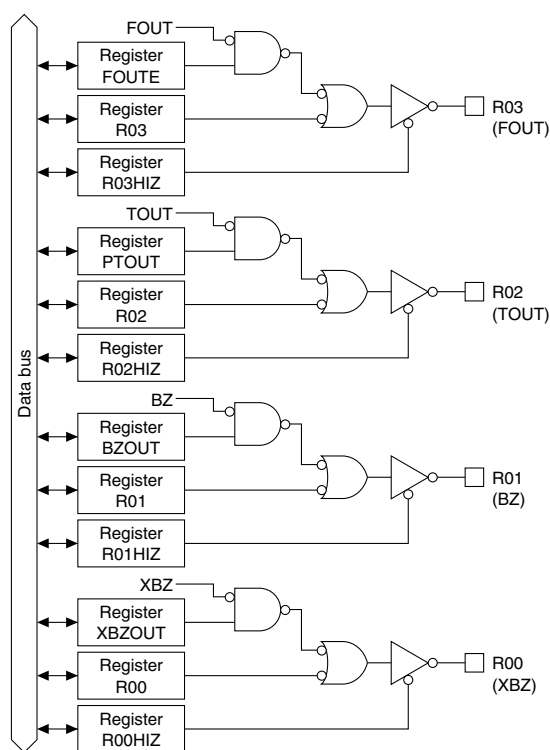 FOUT
Register
FOUTE
Register
R03
Register
R03HIZ
R03
(FOUT)
TOUT
Register
PTOUT
Register
R02
Register
R02HIZ
R02
(TOUT)
Data bus
BZ
Register
BZOUT
Register
R01
Register
R01HIZ
R01
(BZ)
XBZ
Register
XBZOUT
Register
R00
Register
R00HIZ
R00
(XBZ)